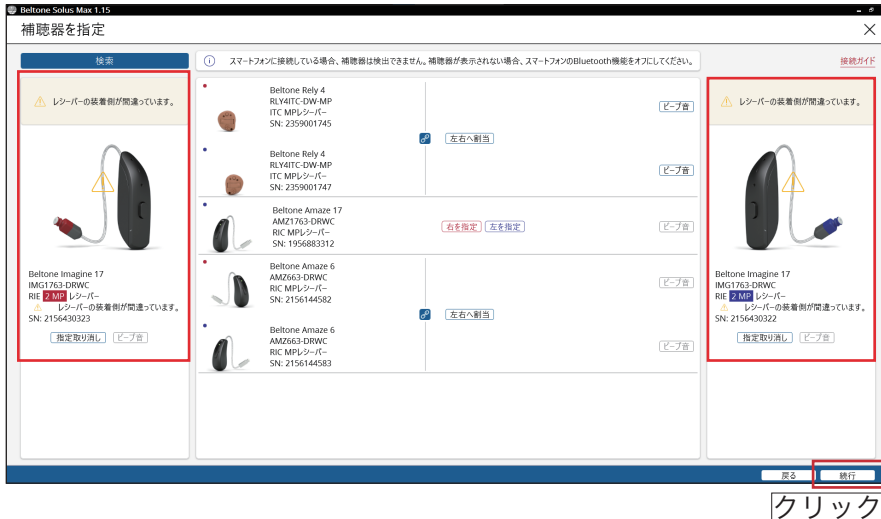 Beltone Solus Max 1.15
補聴器を指定
検索
スマートフォンに接続している場合、補聴器は検出できません。補聴器が表示されない場合、スマートフォンのBluetooth機能をオフにしてください。
接続ガイド
レシーバーの装着側が間違っています。
Beltone Imagine 17
IMG1763-DRWC
RIE 2 MP レシーバー
レシーバーの装着側が間違っています。
SN: 2156430323
指定取り消し ビープ音
Beltone Rely 4
RLY4ITC-DW-MP
ITC MPレシーバー
SN: 2359001745
ビープ音
左右へ割当
Beltone Rely 4
RLY4ITC-DW-MP
ITC MPレシーバー
SN: 2359001747
ビープ音
Beltone Amaze 17
AMZ1763-DRWC
RIC MPレシーバー
SN: 1956883312
右を指定 左を指定
ビープ音
Beltone Amaze 6
AMZ663-DRWC
RIC MPレシーバー
SN: 2156144582
ビープ音
左右へ割当
Beltone Amaze 6
AMZ663-DRWC
RIC MPレシーバー
SN: 2156144583
ビープ音
レシーバーの装着側が間違っています。
Beltone Imagine 17
IMG1763-DRWC
RIE 2 MP レシーバー
レシーバーの装着側が間違っています。
SN: 2156430322
指定取り消し ビープ音
戻る 続行
クリック